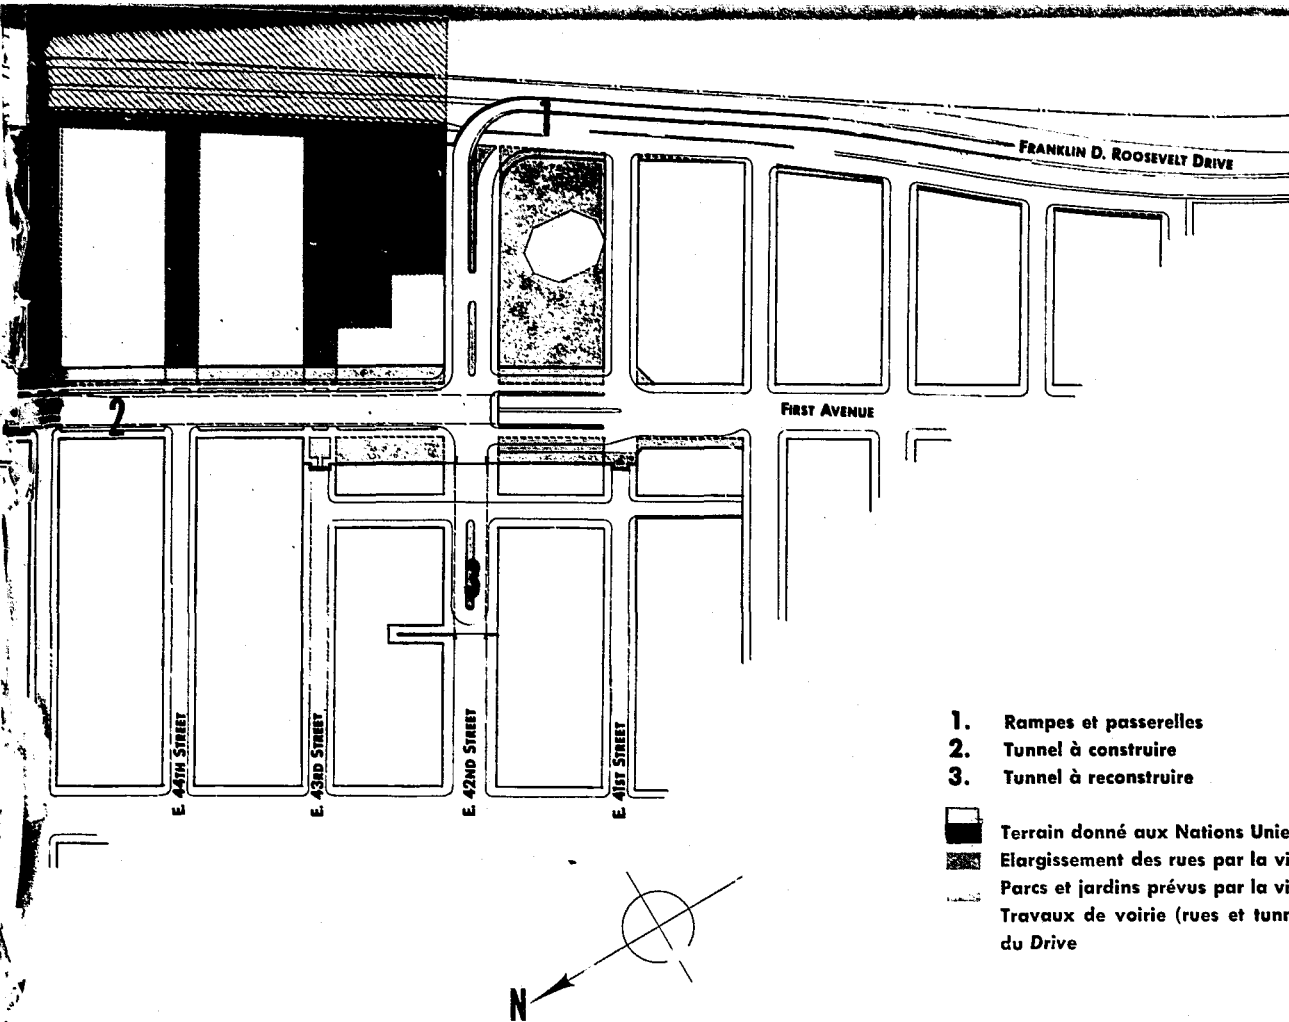 1
FRANKLIN D. ROOSEVELT DRIVE
2
FIRST AVENUE
3
E. 44TH STREET
E. 43RD STREET
E. 42ND STREET
E. 41ST STREET
1. Rampes et passerelles
2. Tunnel à construire
3. Tunnel à reconstruire
Terrain donné aux Nations Unie
Elargissement des rues par la vi
Parcs et jardins prévus par la vi
Travaux de voirie (rues et tunn
du Drive
N